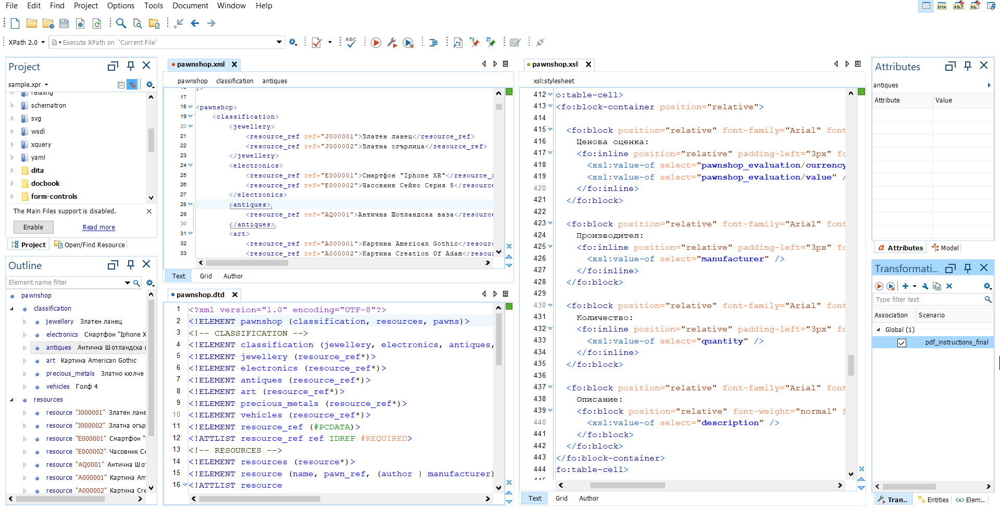 File Edit Find Project Options Tools Document Window Help
XPath 2.0 Execute XPath on 'Current File'
Project
sample.xpr
relaxng
schematron
svg
wsdl
xquery
yaml
dita
docbook
form-controls
The Main Files support is disabled.
Enable Read more
Project Open/Find Resource
Outline
Element name filter
pawnshop
classification
jewellery Златен ланец
electronics Смартфон "Iphone X
antiques Антична Шотландска
art Картина American Gothic
precious_metals Златно кюлче
vehicles Голф 4
resources
resource "J000001" Златен лане
resource "J000002" Златна огър
resource "E000001" Смартфон "
resource "E000002" Часовник Се
resource "AQ0001" Антична Шот
resource "A000001" Картина Am
resource "A000002" Картина Cre
pawnshop.xml
pawnshop classification antiques
17
18 <pawnshop>
19 <classification>
20 <jewellery>
21 <resource_ref ref="J000001">Златен ланец</resource_ref>
22 <resource_ref ref="J000002">Златна огърлица</resource_ref>
23 </jewellery>
24 <electronics>
25 <resource_ref ref="E000001">Смартфон "Iphone XR"</resource_r
26 <resource_ref ref="E000002">Часовник Сейко Серия 5</resource
27 </electronics>
28 <antiques>
29 <resource_ref ref="AQ0001">Антична Шотландска ваза</resource
30 </antiques>
31 <art>
32 <resource_ref ref="A000001">Картина American Gothic</resour
33 <resource_ref ref="A000002">Картина Creation Of Adam</resour
Text Grid Author
pawnshop.dtd
1 <?xml version="1.0" encoding="UTF-8"?>
2 <!ELEMENT pawnshop (classification, resources, pawns)>
3 <!-- CLASSIFICATION -->
4 <!ELEMENT classification (jewellery, electronics, antiques,
5 <!ELEMENT jewellery (resource_ref*)>
6 <!ELEMENT electronics (resource_ref*)>
7 <!ELEMENT antiques (resource_ref*)>
8 <!ELEMENT art (resource_ref*)>
9 <!ELEMENT precious_metals (resource_ref*)>
10 <!ELEMENT vehicles (resource_ref*)>
11 <!ELEMENT resource_ref (#PCDATA)>
12 <!ATTLIST resource_ref ref IDREF #REQUIRED>
13 <!-- RESOURCES -->
14 <!ELEMENT resources (resource*)>
15 <!ELEMENT resource (name, pawn_ref, (author | manufacturer)
16 <!ATTLIST resource
pawnshop.xsl
xsl:stylesheet
412 o:table-cell>
413 <fo:block-container position="relative">
414
415 <fo:block position="relative" font-family="Arial" font
416 Ценова оценка:
417 <fo:inline position="relative" padding-left="3px" fo
418 <xsl:value-of select="pawnshop_evaluation/currency
419 <xsl:value-of select="pawnshop_evaluation/value" /
420 </fo:inline>
421 </fo:block>
422
423 <fo:block position="relative" font-family="Arial" font
424 Производител:
425 <fo:inline position="relative" padding-left="3px" fo
426 <xsl:value-of select="manufacturer" />
427 </fo:inline>
428 </fo:block>
429
430 <fo:block position="relative" font-family="Arial" font
431 Количество:
432 <fo:inline position="relative" padding-left="3px" fo
433 <xsl:value-of select="quantity" />
434 </fo:inline>
435 </fo:block>
436
437 <fo:block position="relative" font-family="Arial" font
438 Описание:
439 <fo:block position="relative" font-weight="normal" f
440 <xsl:value-of select="description" />
441 </fo:block>
442 </fo:block>
443 </fo:block-container>
444 fo:table-cell>
Text Grid Author
DITA XSLT XQ
Attributes
antiques
Attribute Value
Attributes Model
Transformati...
Type filter text
Association Scenario
Global (1)
pdf_instructions_final
Tran.. Entities Elem..